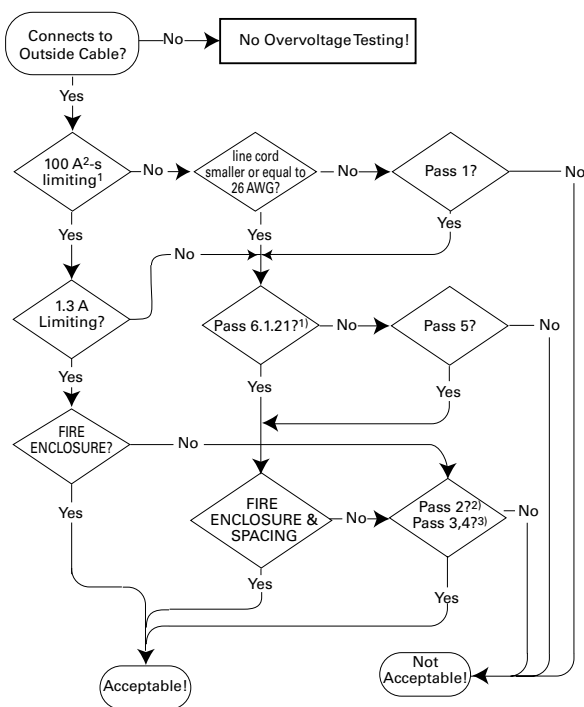 Connects to
Outside Cable?
No
No Overvoltage Testing!
Yes
100 A2-s
limiting1
No
line cord
smaller or equal to
26 AWG?
No
Pass 1?
No
Yes
Yes
Yes
No
1.3 A
Limiting?
Pass 6.1.21?1)
No
Pass 5?
No
Yes
Yes
Yes
FIRE
ENCLOSURE?
No
FIRE
ENCLOSURE &
SPACING
No
Pass 2?2)
Pass 3,4?3)
No
Yes
Yes
Yes
Acceptable!
Not
Acceptable!